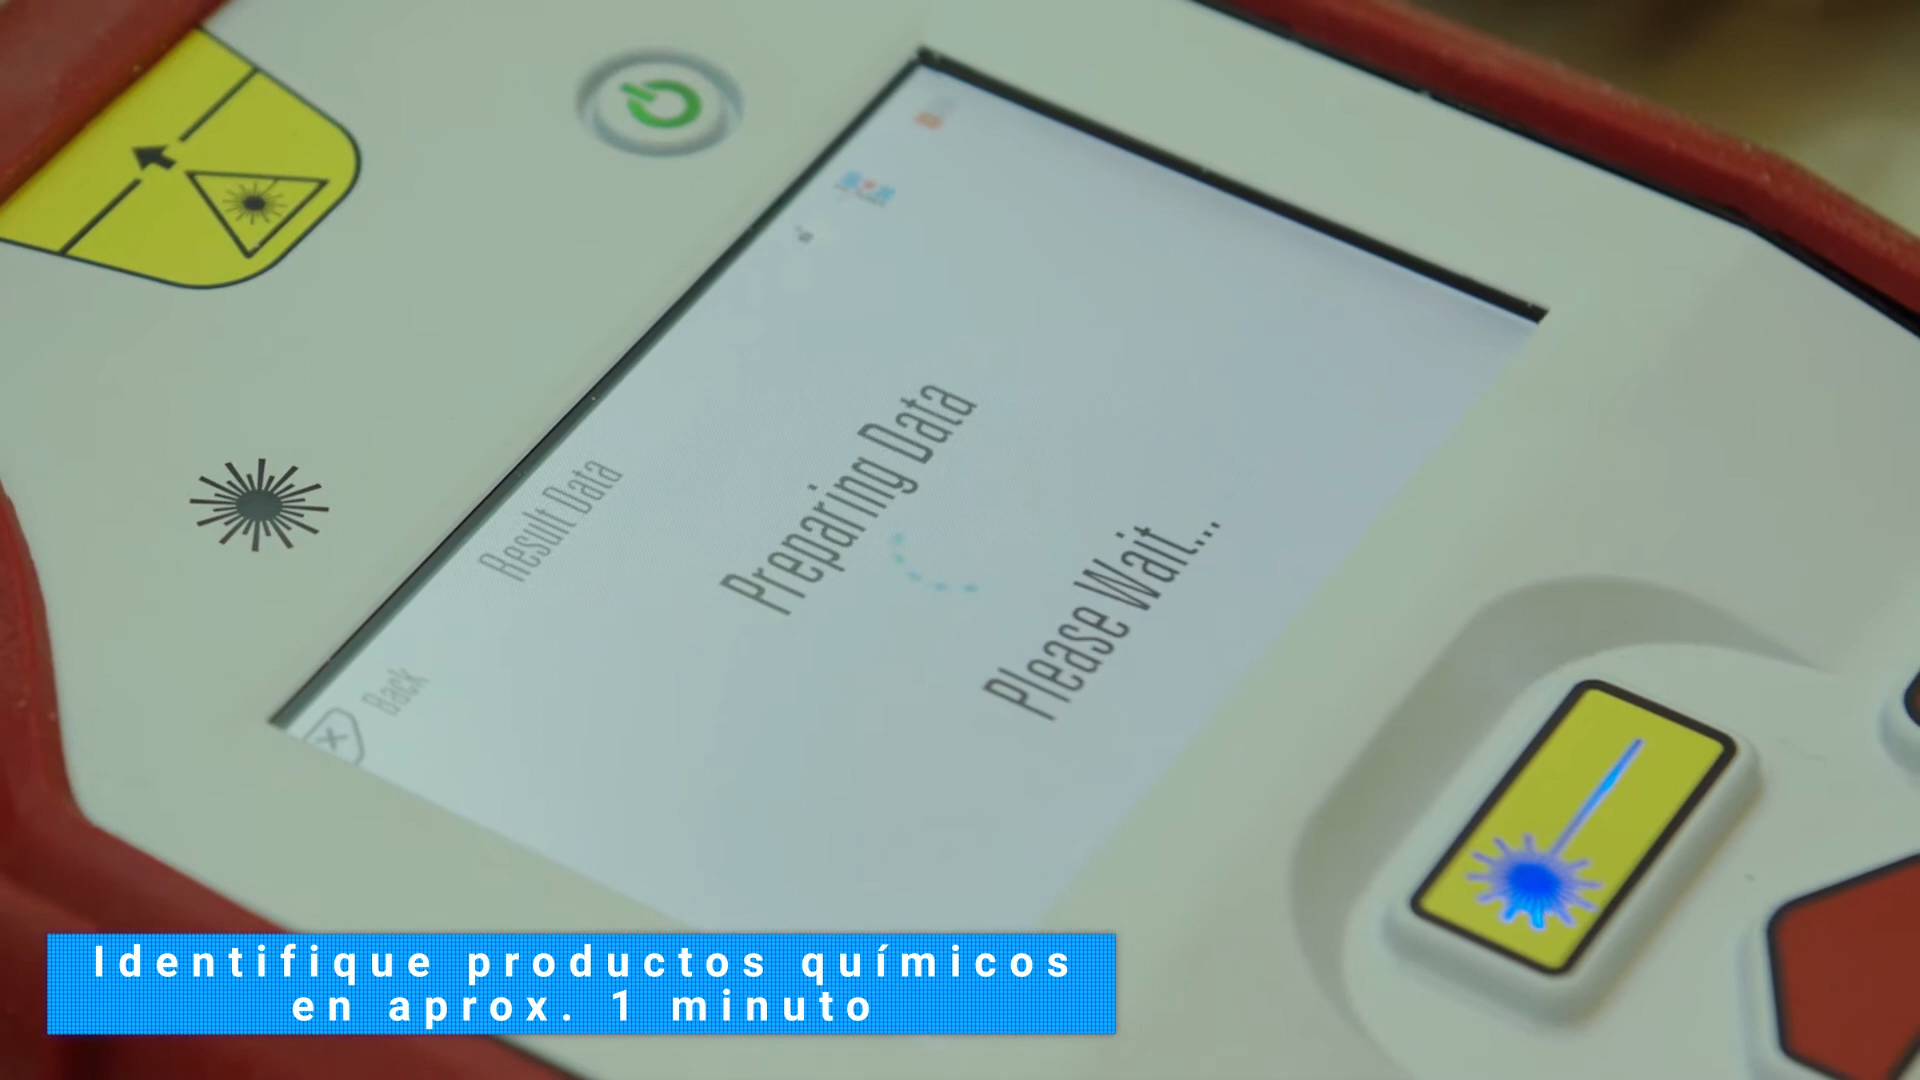 Result Data
Back
Preparing Data
Please Wait...
Identifique productos químicos
en aprox. 1 minuto